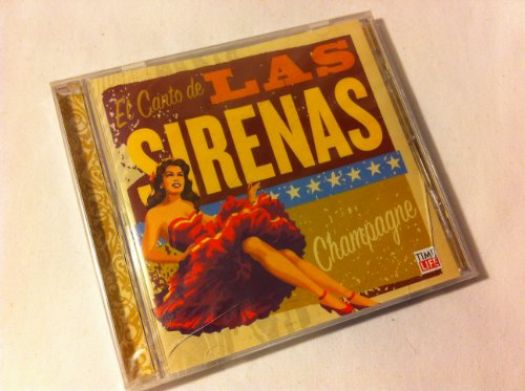 El Canto de LAS
SIRENAS
Champagne
TIME
LIFE